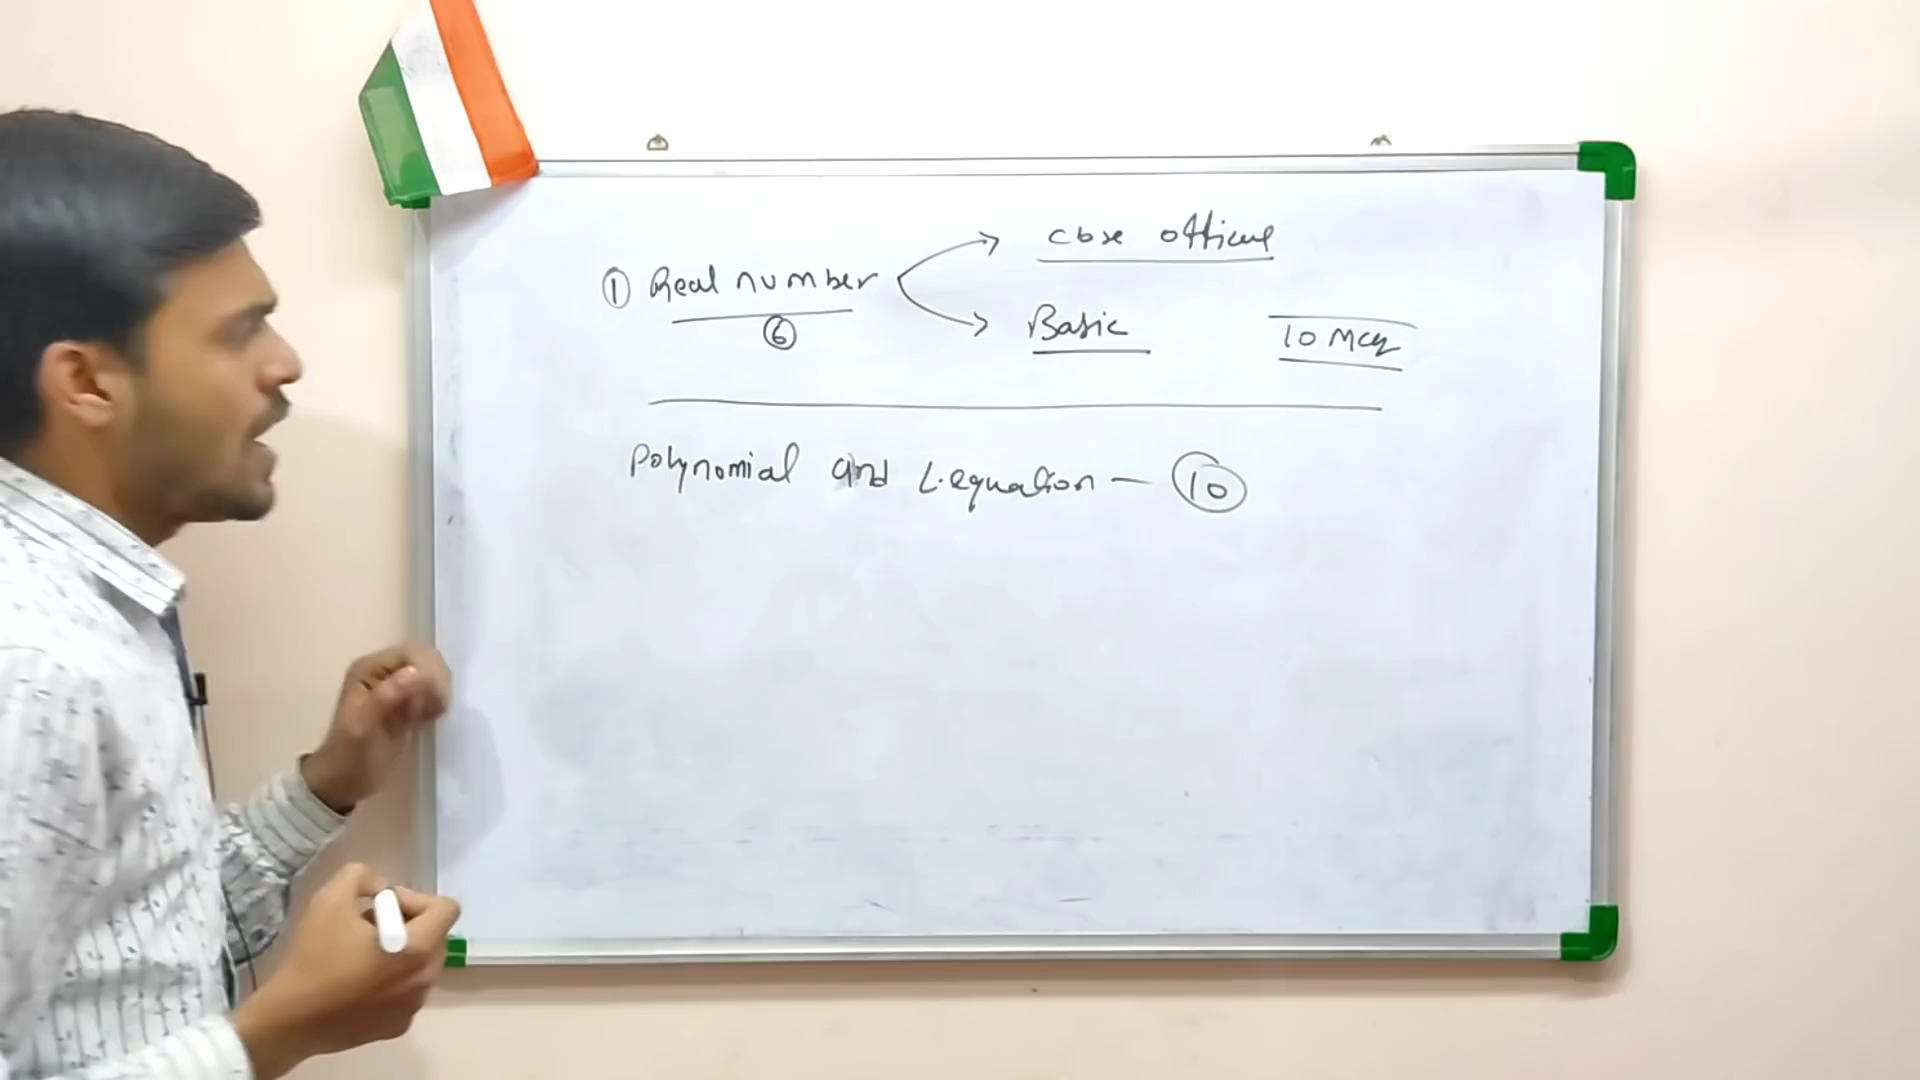 ① Real number
⑥
cbse official
Basic
10 Mcq
Polynomial and L.equation — ⑩